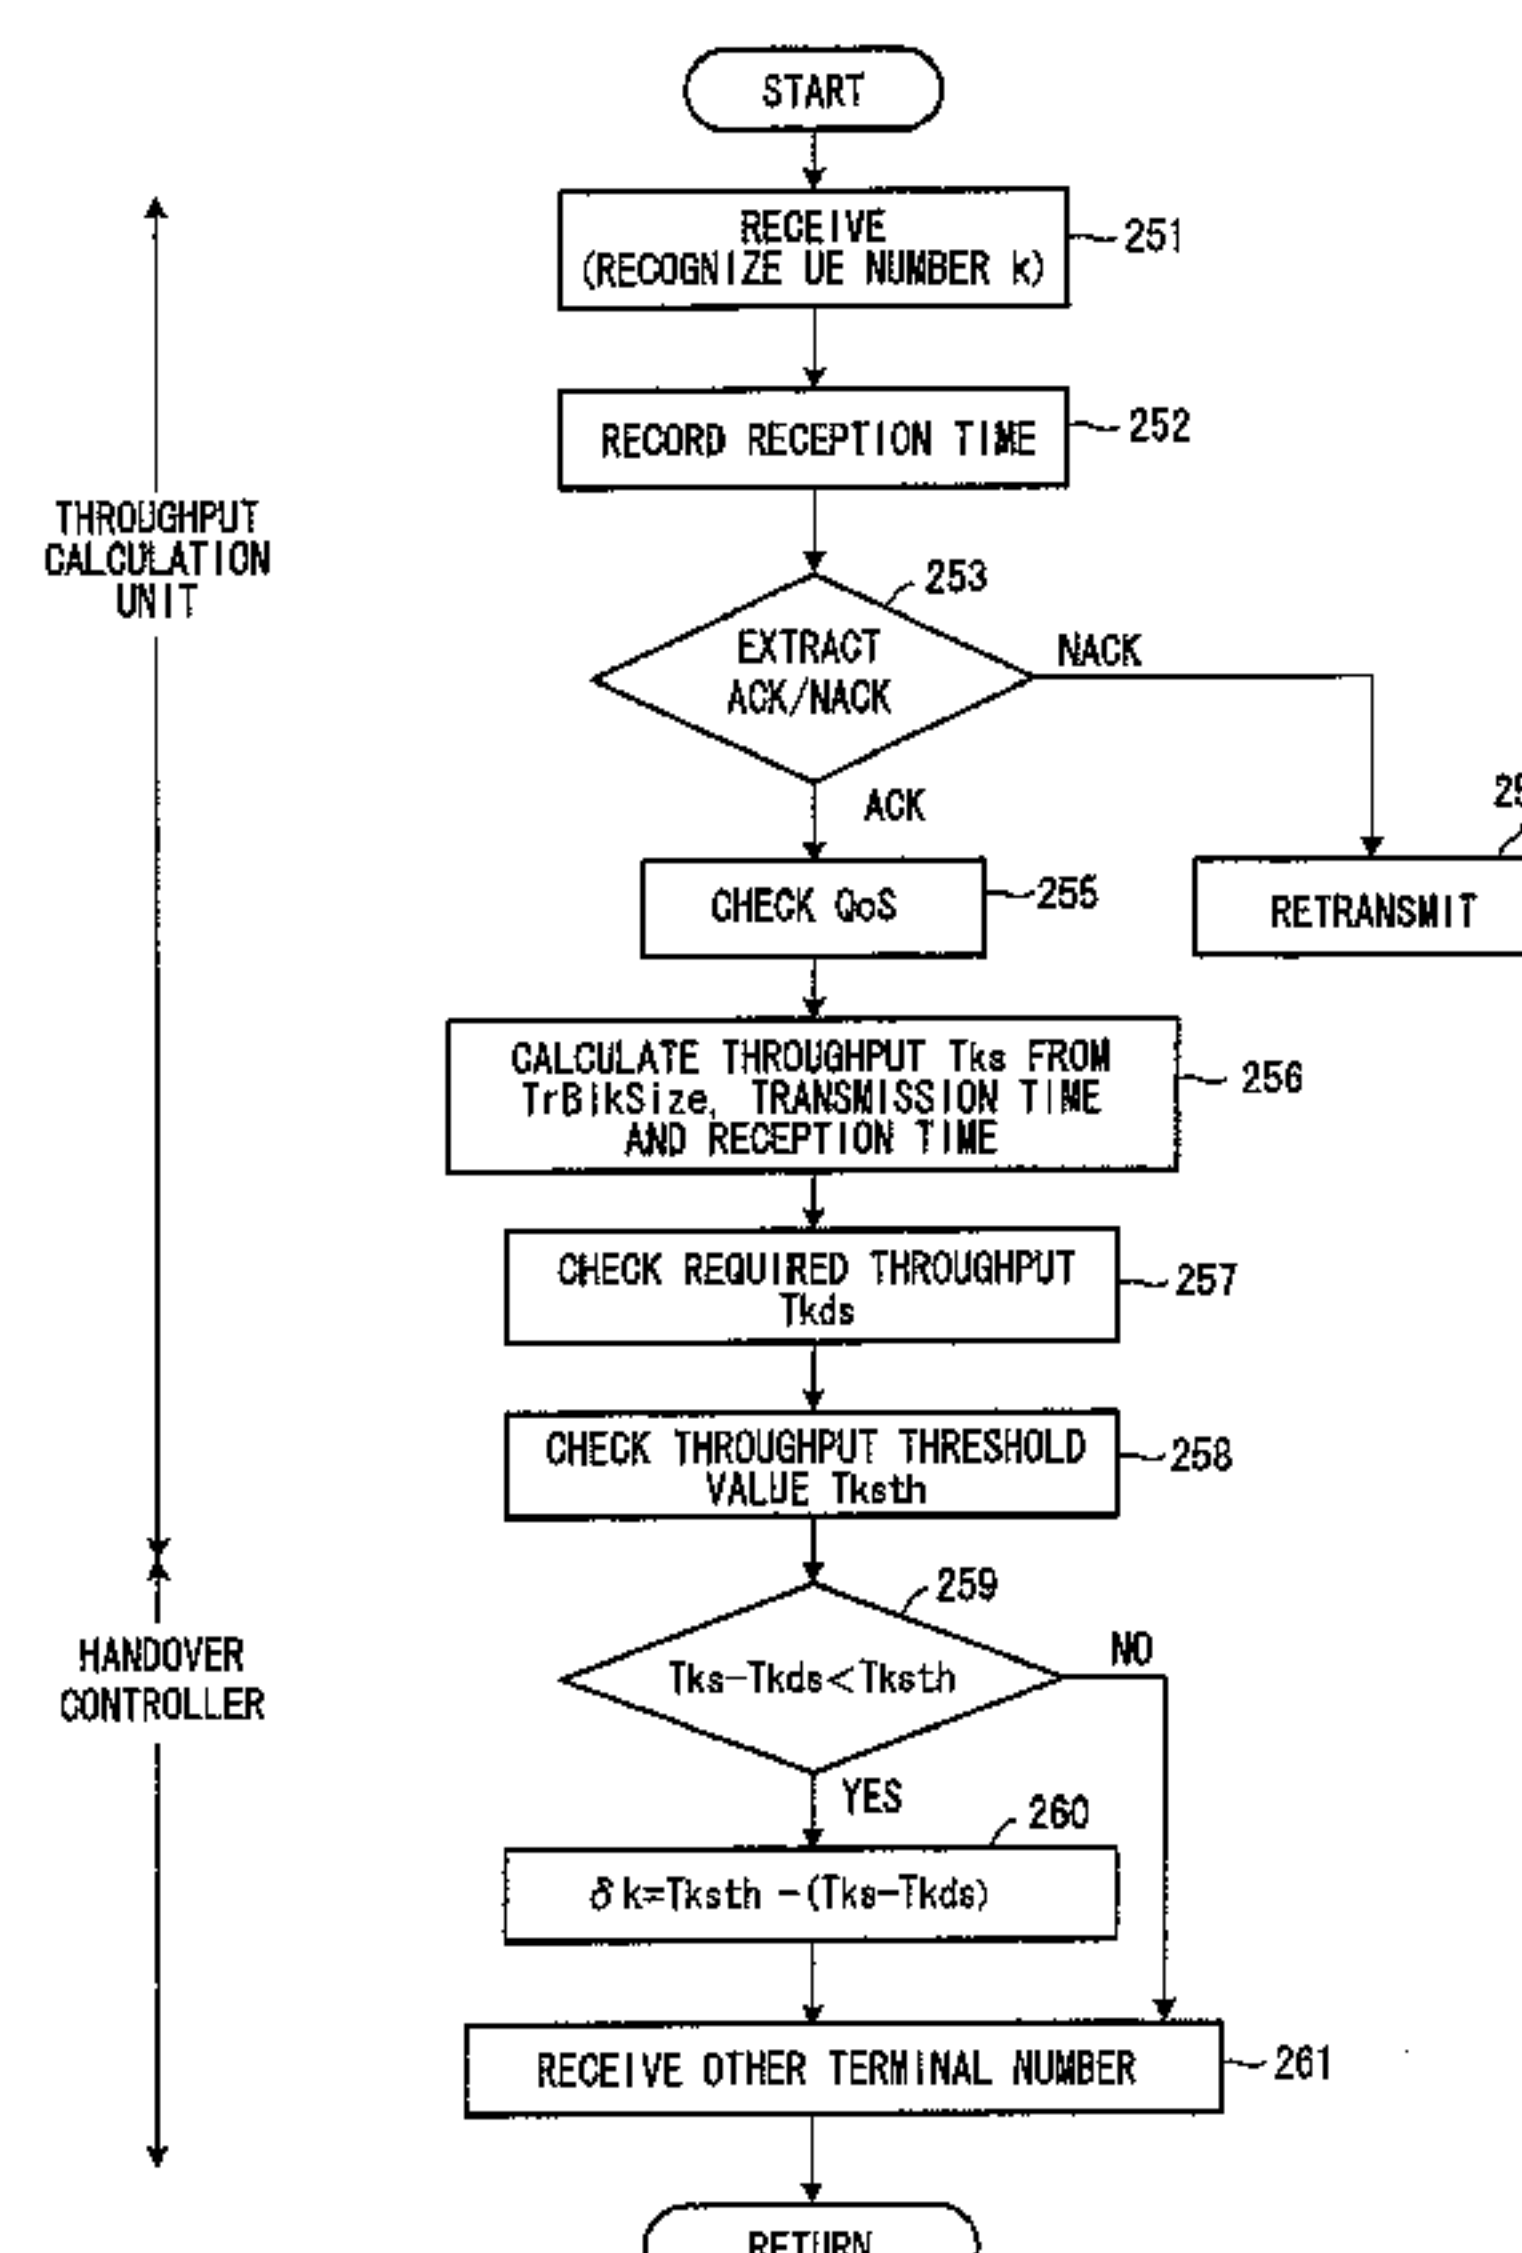 START
RECEIVE
(RECOGNIZE UE NUMBER k)
251
RECORD RECEPTION TIME
252
THROUGHPUT
CALCULATION
UNIT
253
EXTRACT
ACK/NACK
NACK
ACK
CHECK QoS
255
RETRANSMIT
CALCULATE THROUGHPUT Tks FROM
TrBlkSize, TRANSMISSION TIME
AND RECEPTION TIME
256
CHECK REQUIRED THROUGHPUT
Tkds
257
CHECK THROUGHPUT THRESHOLD
VALUE Tksth
258
259
Tks-Tkds<Tksth
NO
YES
HANDOVER
CONTROLLER
260
δk=Tksth-(Tks-Tkds)
RECEIVE OTHER TERMINAL NUMBER
261
RETURN